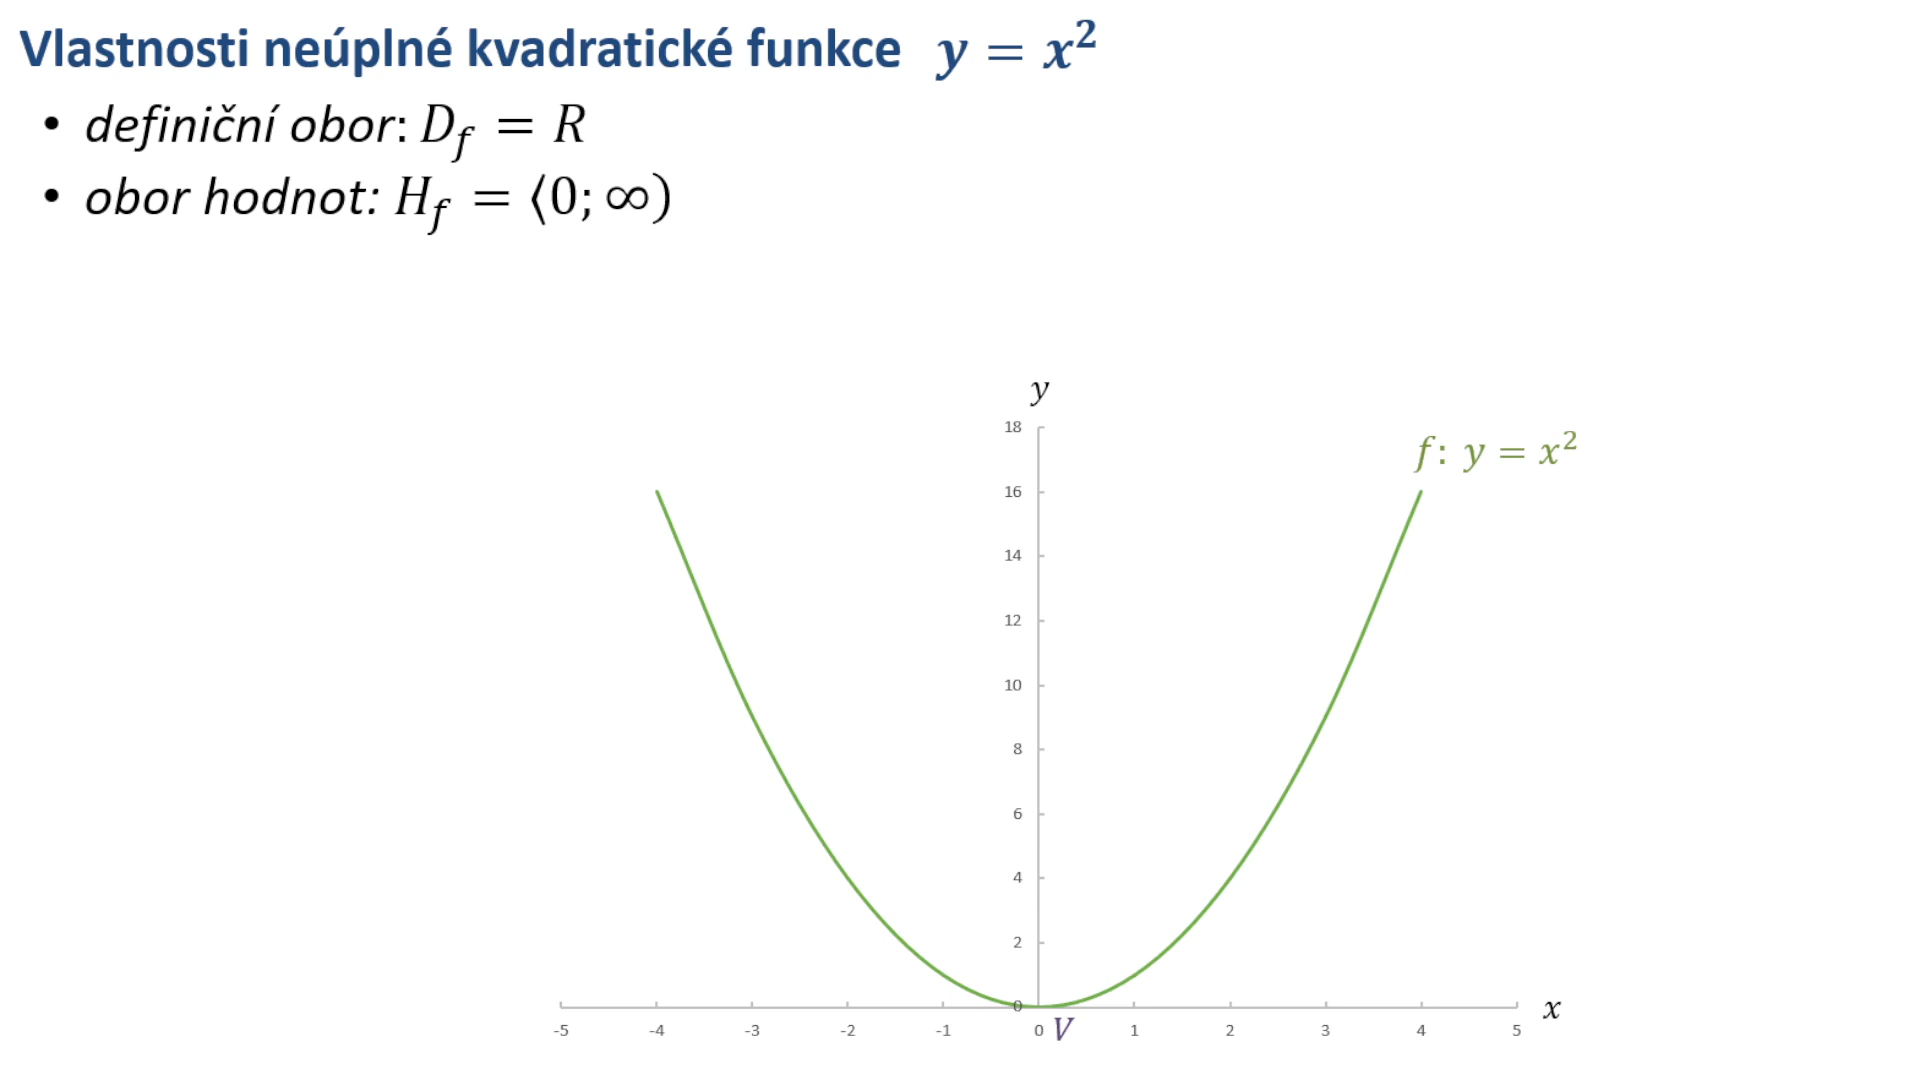 Vlastnosti neúplné kvadratické funkce y = x²
• definiční obor: D_f = R
• obor hodnot: H_f = ⟨0; ∞)
y
18
f: y = x²
16
14
12
10
8
6
4
2
0
x
-5 -4 -3 -2 -1 0 V 1 2 3 4 5